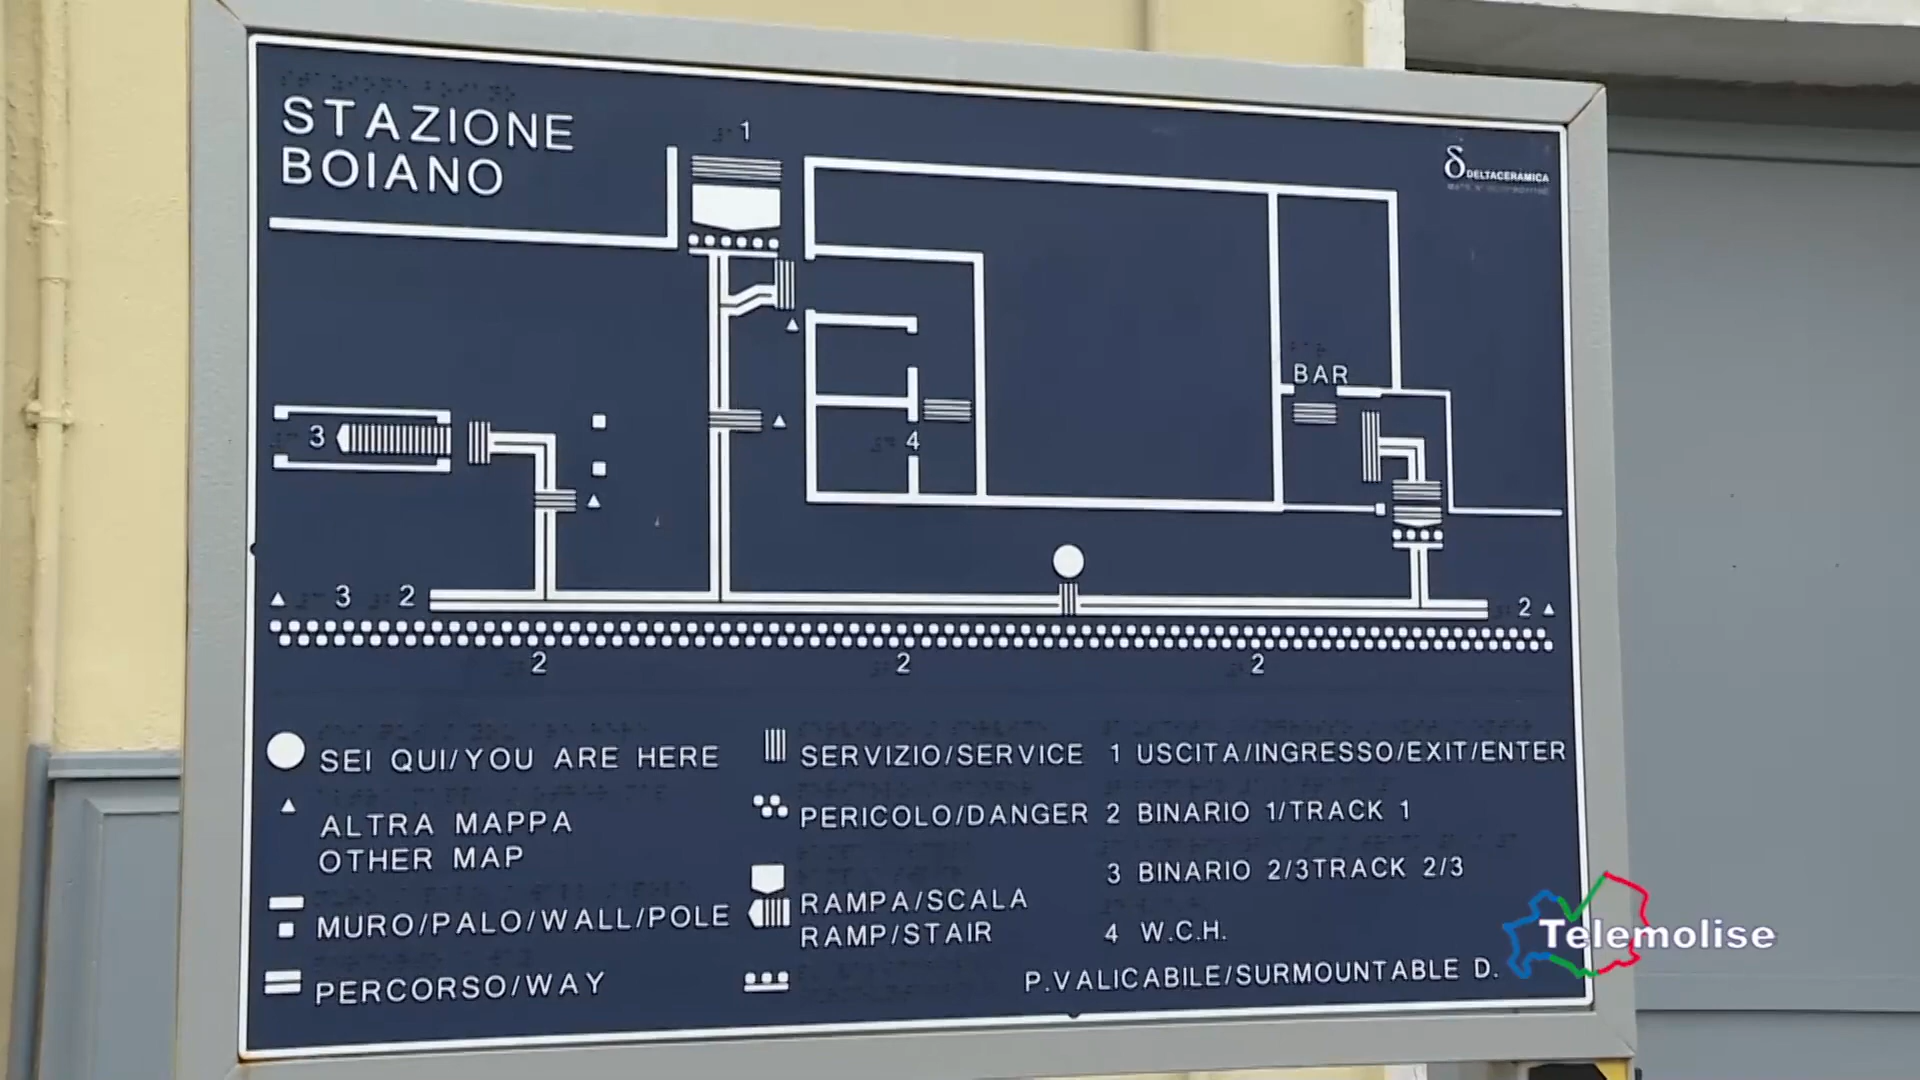 STAZIONE
BOIANO
1
δ DELTACERAMICA
BAR
3
4
3 2
2
2
2
2
SEI QUI/YOU ARE HERE
ALTRA MAPPA
OTHER MAP
MURO/PALO/WALL/POLE
PERCORSO/WAY
SERVIZIO/SERVICE
PERICOLO/DANGER
RAMPA/SCALA
RAMP/STAIR
1 USCITA/INGRESSO/EXIT/ENTER
2 BINARIO 1/TRACK 1
3 BINARIO 2/3TRACK 2/3
4 W.C.H.
P.VALICABILE/SURMOUNTABLE D.
Telemolise